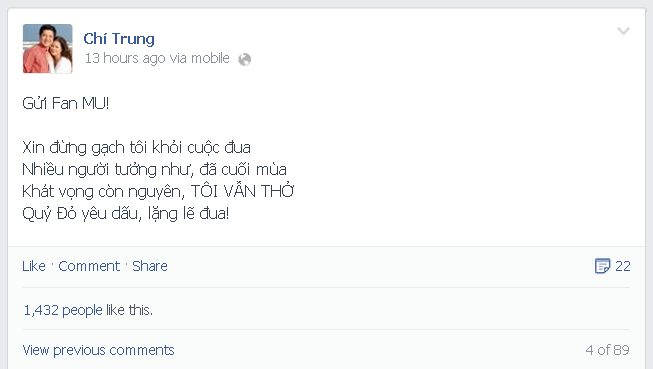 Chí Trung
13 hours ago via mobile
Gửi Fan MU!
Xin đừng gạch tôi khỏi cuộc đua
Nhiều người tưởng như, đã cuối mùa
Khát vọng còn nguyên, TÔI VẪN THỞ
Quỷ Đỏ yêu dấu, lặng lẽ đua!
Like · Comment · Share 22
1,432 people like this.
View previous comments 4 of 89